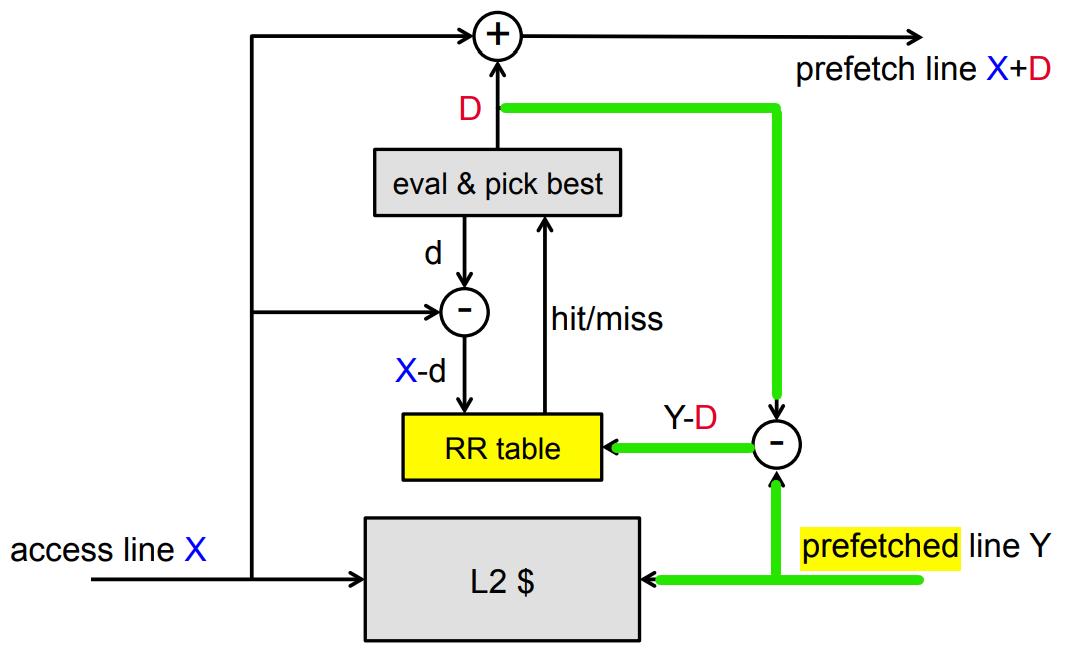 +
prefetch line X+D
D
eval & pick best
d
-
hit/miss
X-d
Y-D
RR table
-
access line X
prefetched line Y
L2 $